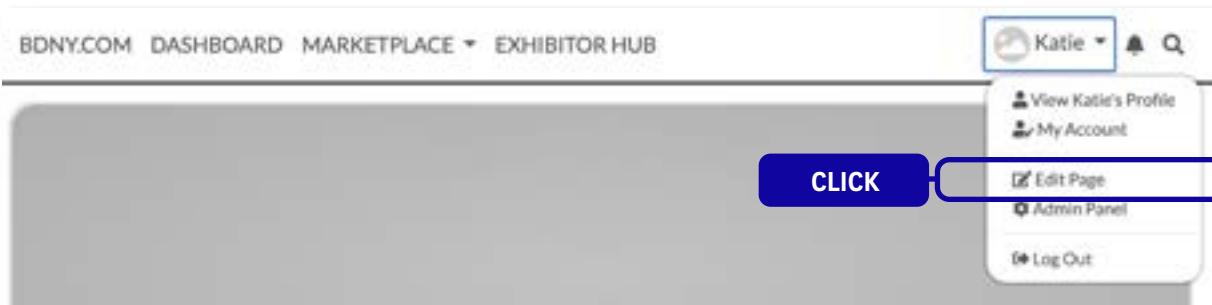 BDNY.COM DASHBOARD MARKETPLACE EXHIBITOR HUB Katie
View Katie's Profile
My Account
CLICK Edit Page
Admin Panel
Log Out